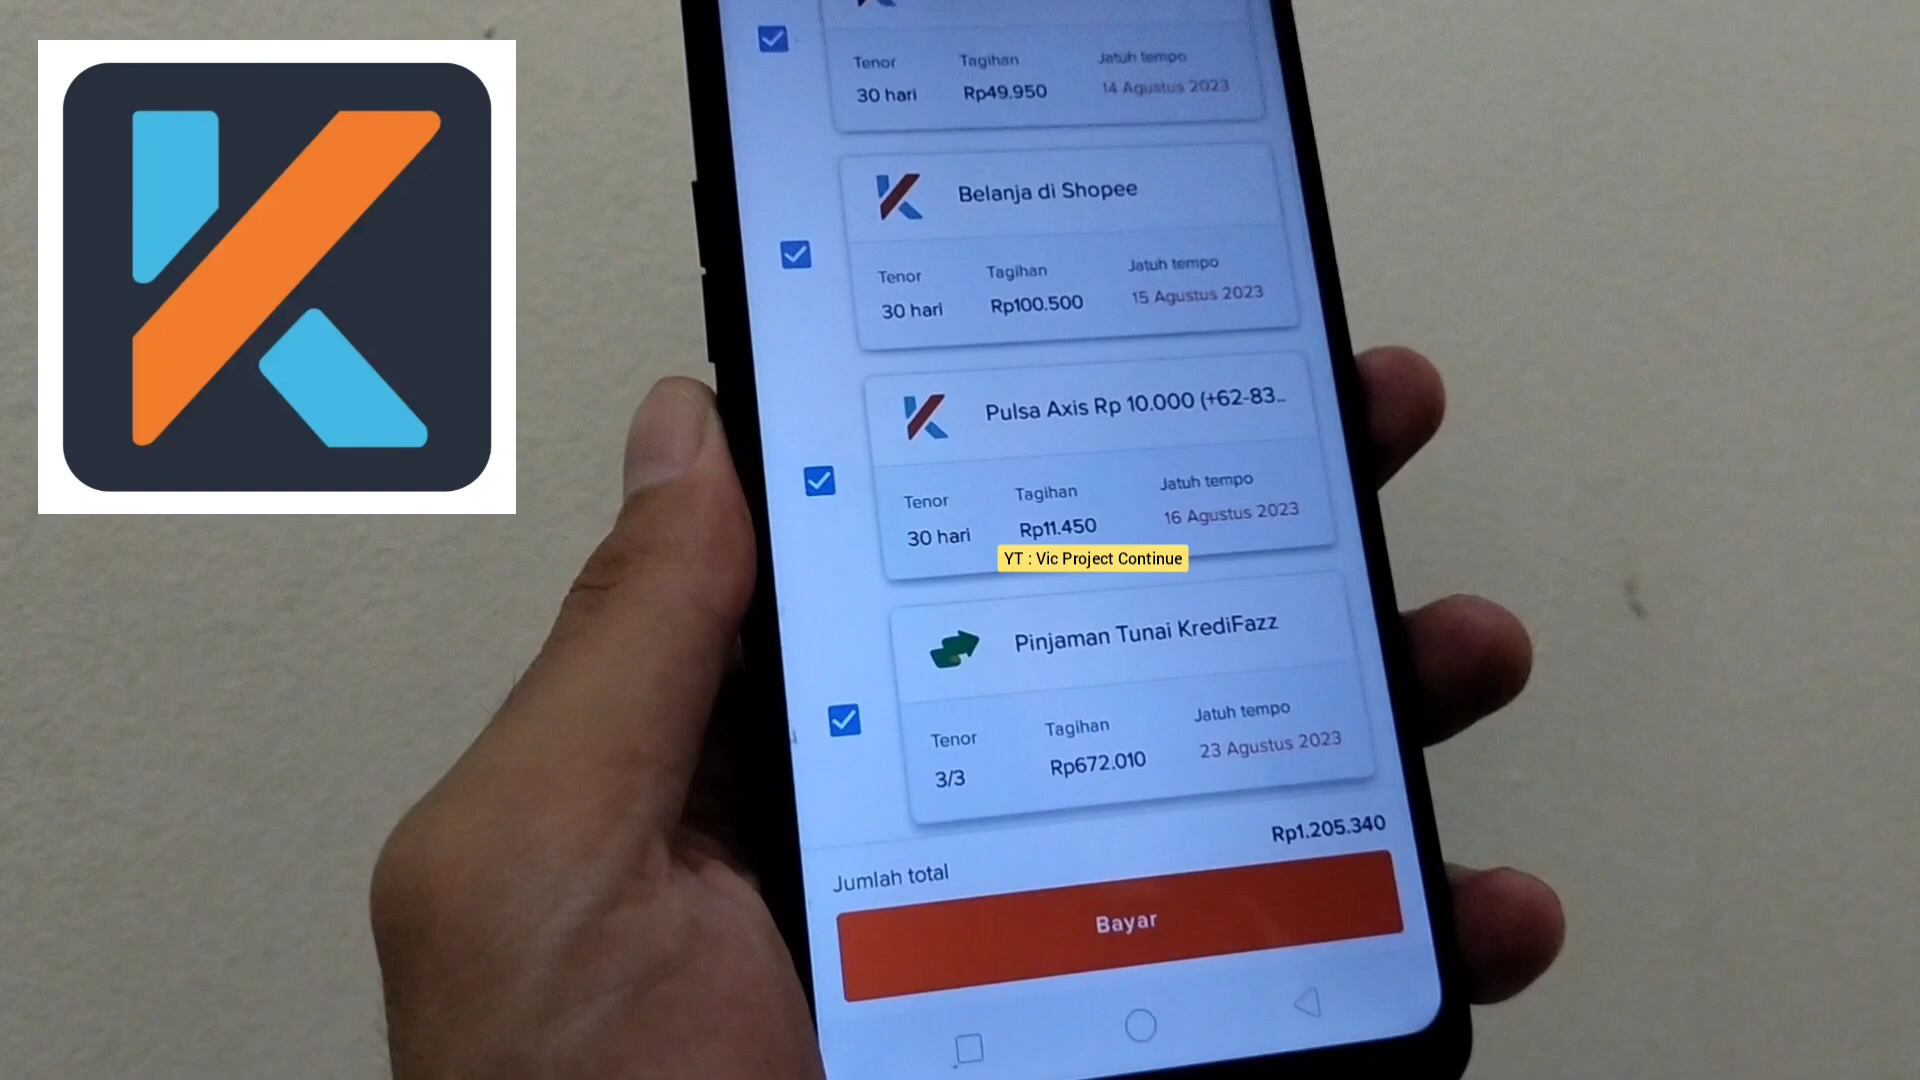 Tenor Tagihan Jatuh tempo
30 hari Rp49.950 14 Agustus 2023
Belanja di Shopee
Tenor Tagihan Jatuh tempo
30 hari Rp100.500 15 Agustus 2023
Pulsa Axis Rp 10.000 (+62-83...
Tenor Tagihan Jatuh tempo
30 hari Rp11.450 16 Agustus 2023
YT : Vic Project Continue
Pinjaman Tunai KrediFazz
Tenor Tagihan Jatuh tempo
3/3 Rp672.010 23 Agustus 2023
Jumlah total Rp1.205.340
Bayar